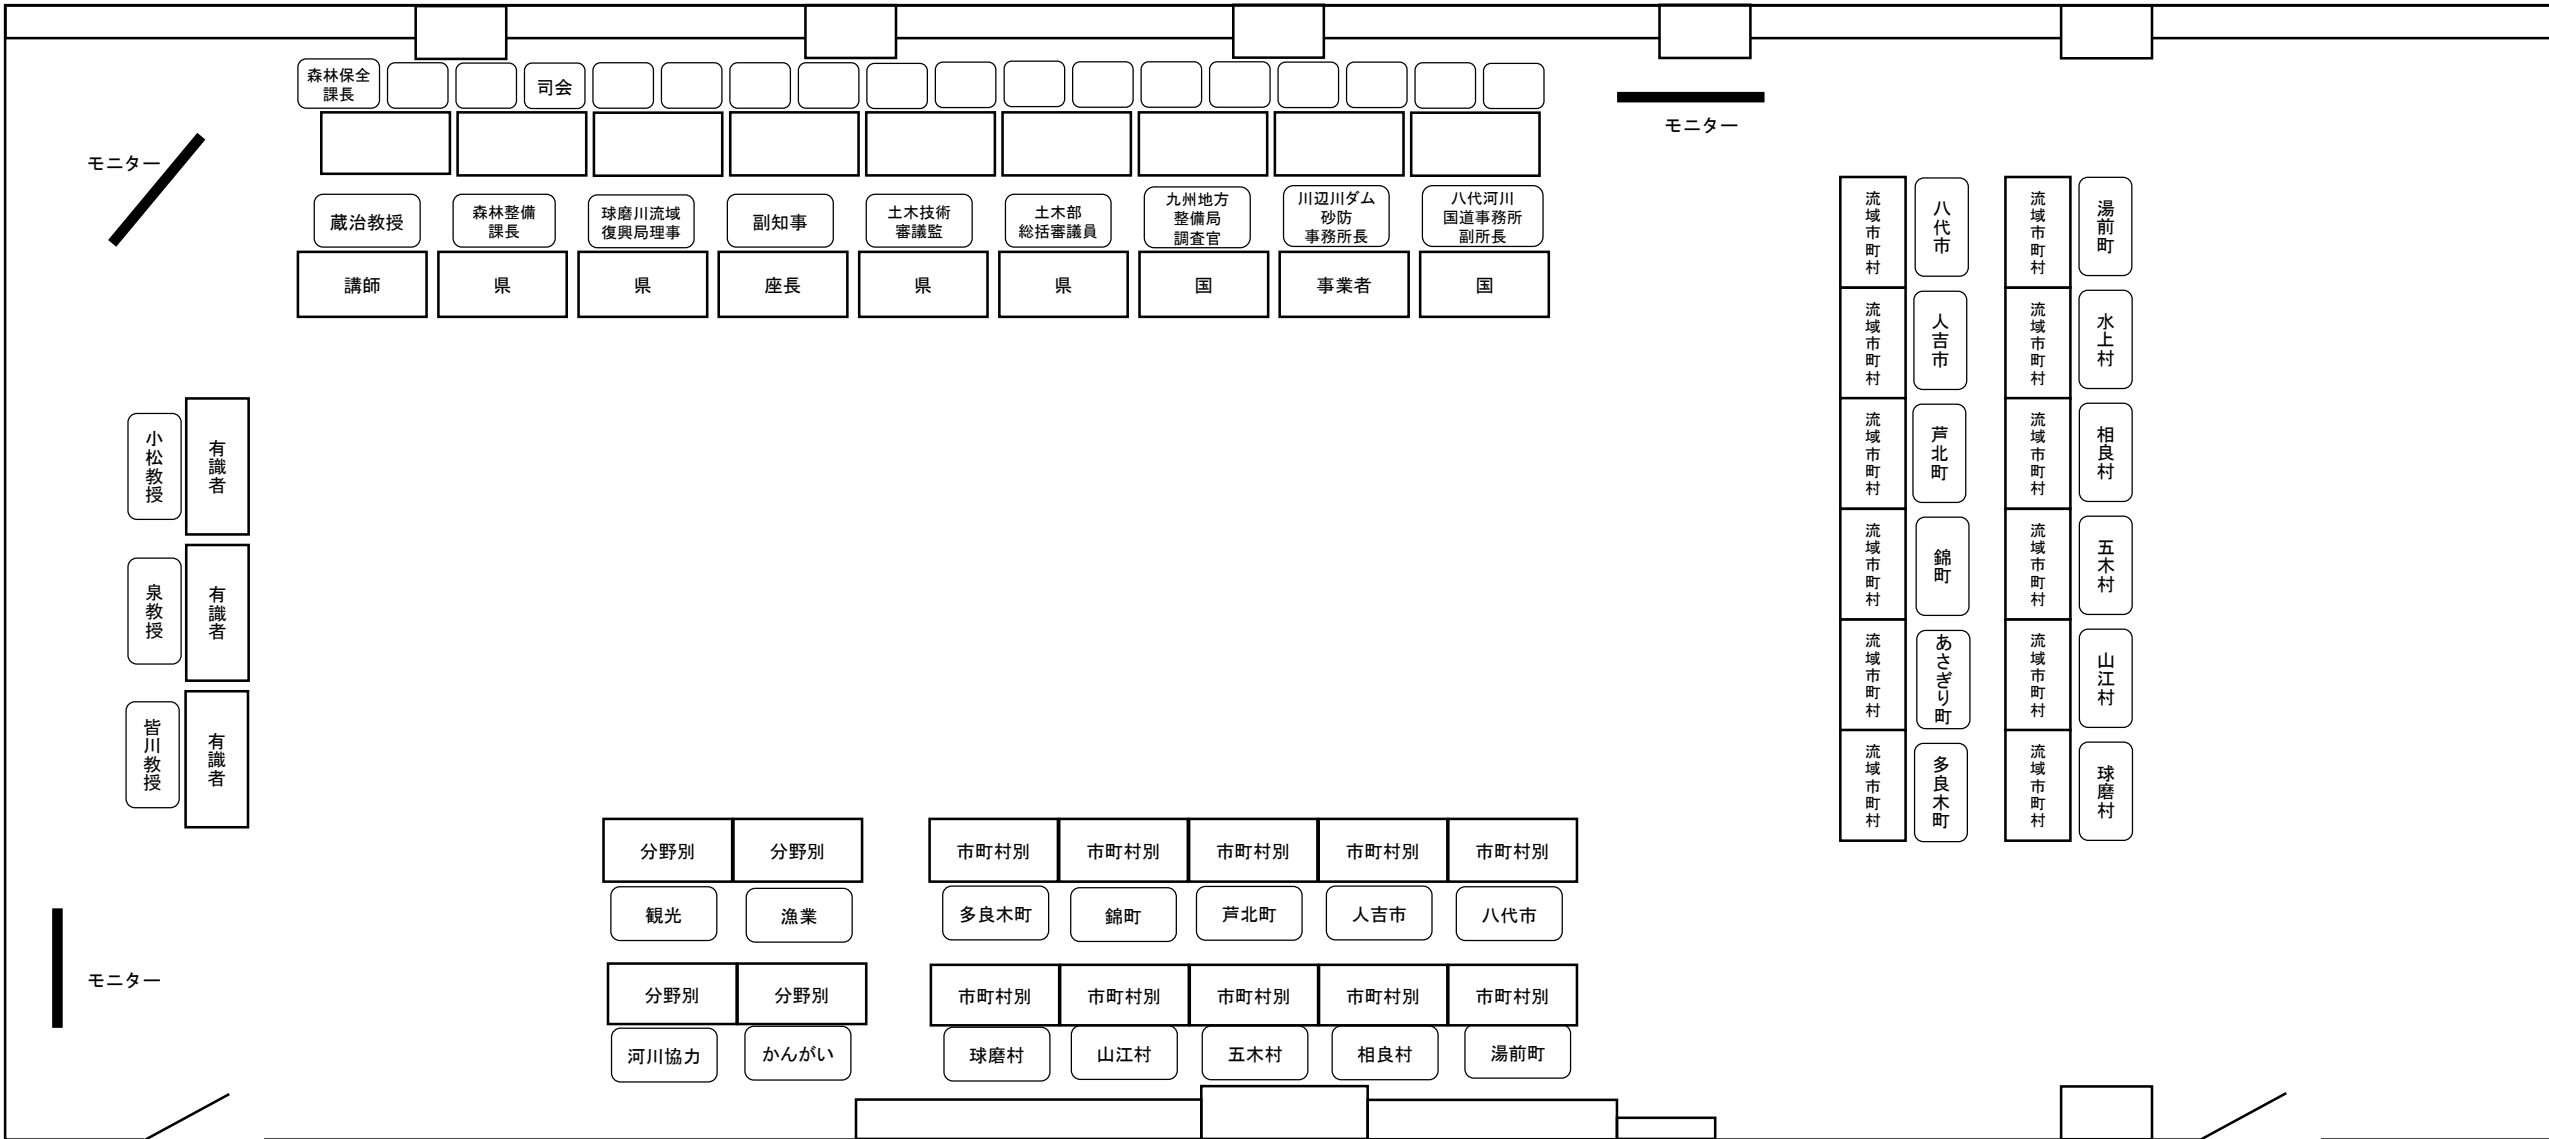 森林保全
課長
司会
モニター
モニター
蔵治教授
森林整備
課長
球磨川流域
復興局理事
副知事
土木技術
審議監
土木部
総括審議員
九州地方
整備局
調査官
川辺川ダム
砂防
事務所長
八代河川
国道事務所
副所長
講師
県
県
座長
県
県
国
事業者
国
流域市町村
八代市
流域市町村
湯前町
流域市町村
人吉市
流域市町村
水上村
流域市町村
芦北町
流域市町村
相良村
流域市町村
錦町
流域市町村
五木村
流域市町村
あさぎり町
流域市町村
山江村
流域市町村
多良木町
流域市町村
球磨村
小松教授
有識者
泉教授
有識者
皆川教授
有識者
分野別
分野別
市町村別
市町村別
市町村別
市町村別
市町村別
観光
漁業
多良木町
錦町
芦北町
人吉市
八代市
モニター
分野別
分野別
市町村別
市町村別
市町村別
市町村別
市町村別
河川協力
かんがい
球磨村
山江村
五木村
相良村
湯前町